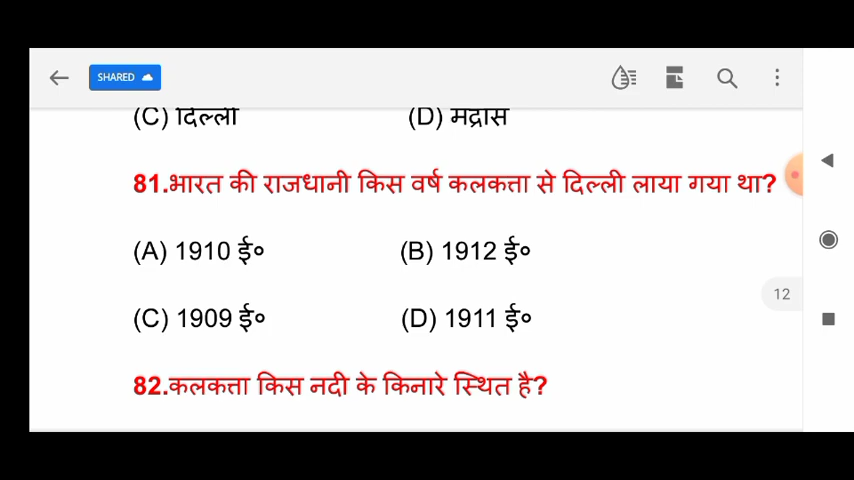 SHARED
(C) दिल्ली (D) मद्रास
81.भारत की राजधानी किस वर्ष कलकत्ता से दिल्ली लाया गया था?
(A) 1910 ई० (B) 1912 ई०
12
(C) 1909 ई० (D) 1911 ई०
82.कलकत्ता किस नदी के किनारे स्थित है?